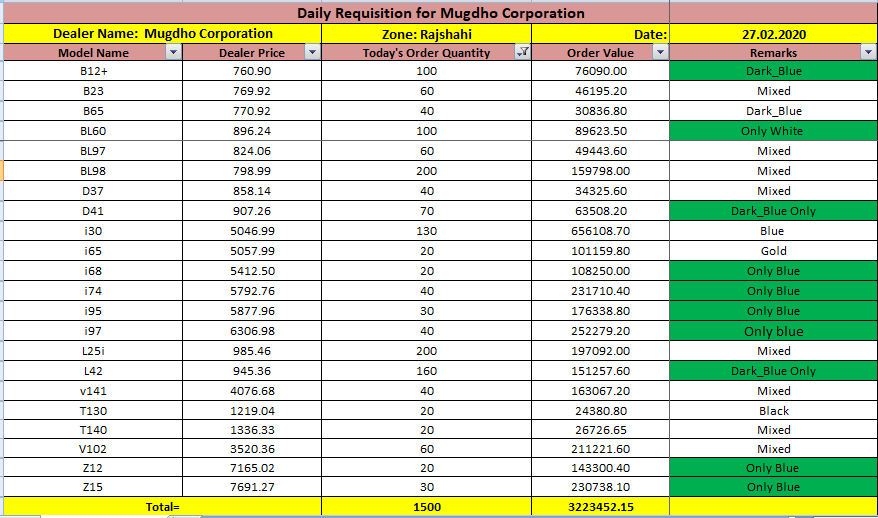 Daily Requisition for Mugdho Corporation
Dealer Name: Mugdho Corporation Zone: Rajshahi Date: 27.02.2020
Model Name Dealer Price Today's Order Quantity Order Value Remarks
B12+ 760.90 100 76090.00 Dark_Blue
B23 769.92 60 46195.20 Mixed
B65 770.92 40 30836.80 Dark_Blue
BL60 896.24 100 89623.50 Only White
BL97 824.06 60 49443.60 Mixed
BL98 798.99 200 159798.00 Mixed
D37 858.14 40 34325.60 Mixed
D41 907.26 70 63508.20 Dark_Blue Only
i30 5046.99 130 656108.70 Blue
i65 5057.99 20 101159.80 Gold
i68 5412.50 20 108250.00 Only Blue
i74 5792.76 40 231710.40 Only Blue
i95 5877.96 30 176338.80 Only Blue
i97 6306.98 40 252279.20 Only blue
L25i 985.46 200 197092.00 Mixed
L42 945.36 160 151257.60 Dark_Blue Only
v141 4076.68 40 163067.20 Mixed
T130 1219.04 20 24380.80 Black
T140 1336.33 20 26726.65 Mixed
V102 3520.36 60 211221.60 Mixed
Z12 7165.02 20 143300.40 Only Blue
Z15 7691.27 30 230738.10 Only Blue
Total= 1500 3223452.15